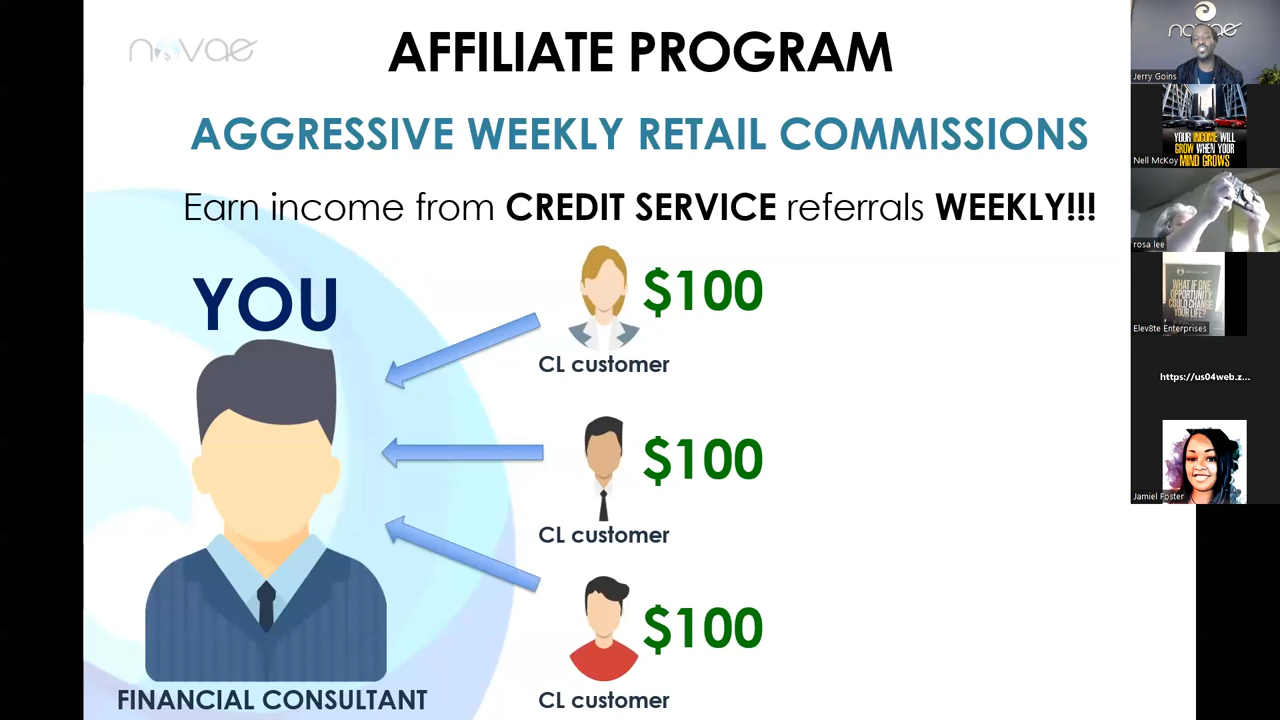 novae
AFFILIATE PROGRAM
AGGRESSIVE WEEKLY RETAIL COMMISSIONS
Earn income from CREDIT SERVICE referrals WEEKLY!!!
YOU
$100
CL customer
$100
CL customer
$100
CL customer
FINANCIAL CONSULTANT
novae
Jerry Goins
YOUR INCOME WILL
GROW WHEN YOUR
MIND GROWS
Nell McKoy
rosa lee
WHAT IF ONE
OPPORTUNITY
COULD CHANGE
YOUR LIFE?
Elev8te Enterprises
https://us04web.z...
Jamiel Foster